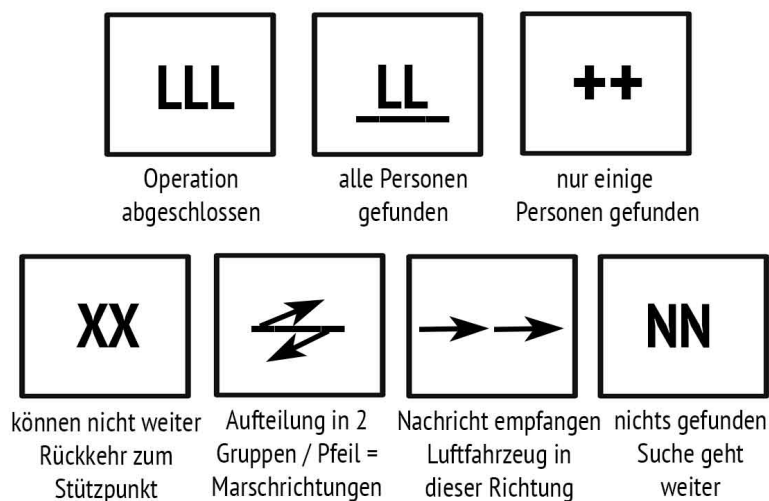 LLL
LL
++
Operation
abgeschlossen
alle Personen
gefunden
nur einige
Personen gefunden
XX
NN
können nicht weiter
Rückkehr zum
Stützpunkt
Aufteilung in 2
Gruppen / Pfeil =
Marschrichtungen
Nachricht empfangen
Luftfahrzeug in
dieser Richtung
nichts gefunden
Suche geht
weiter